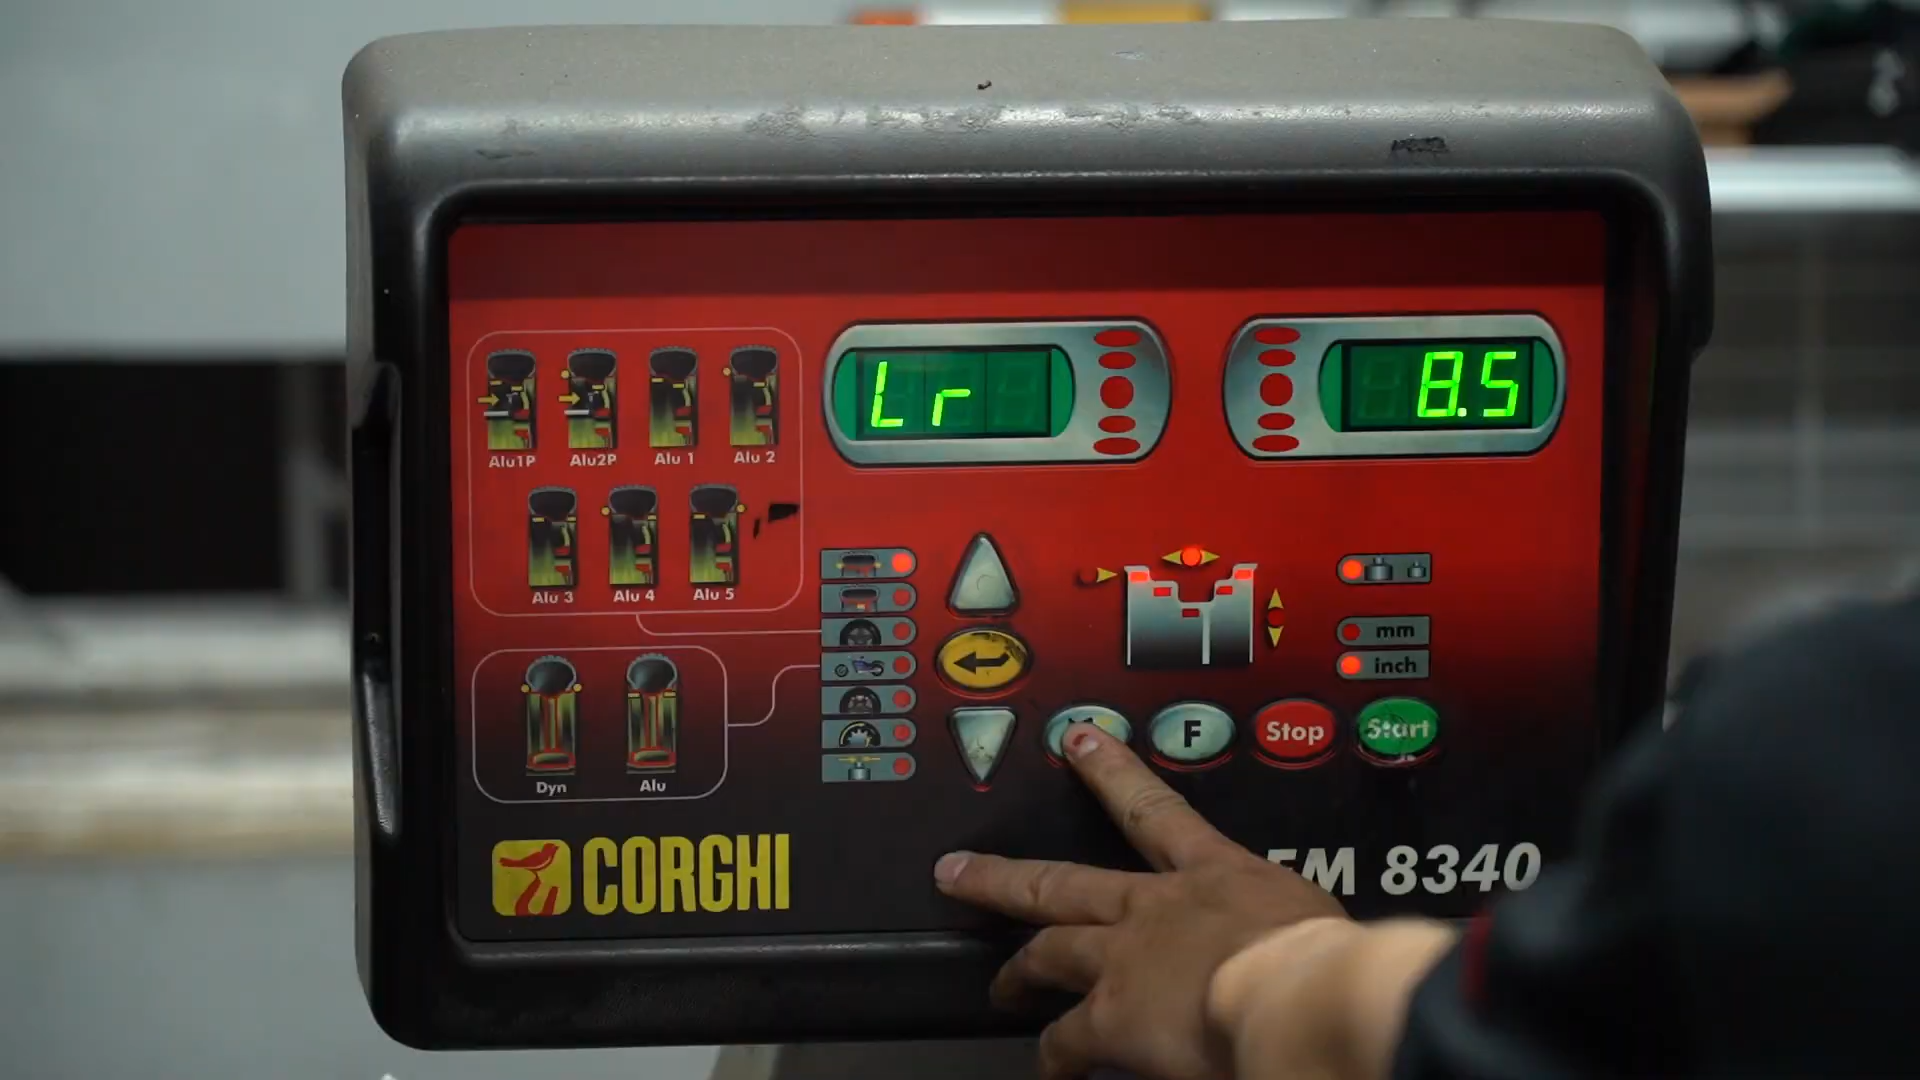 Lr
8.5
Alu1P Alu2P Alu 1 Alu 2
Alu 3 Alu 4 Alu 5
mm
inch
F Stop Start
Dyn Alu
CORGHI
EM 8340